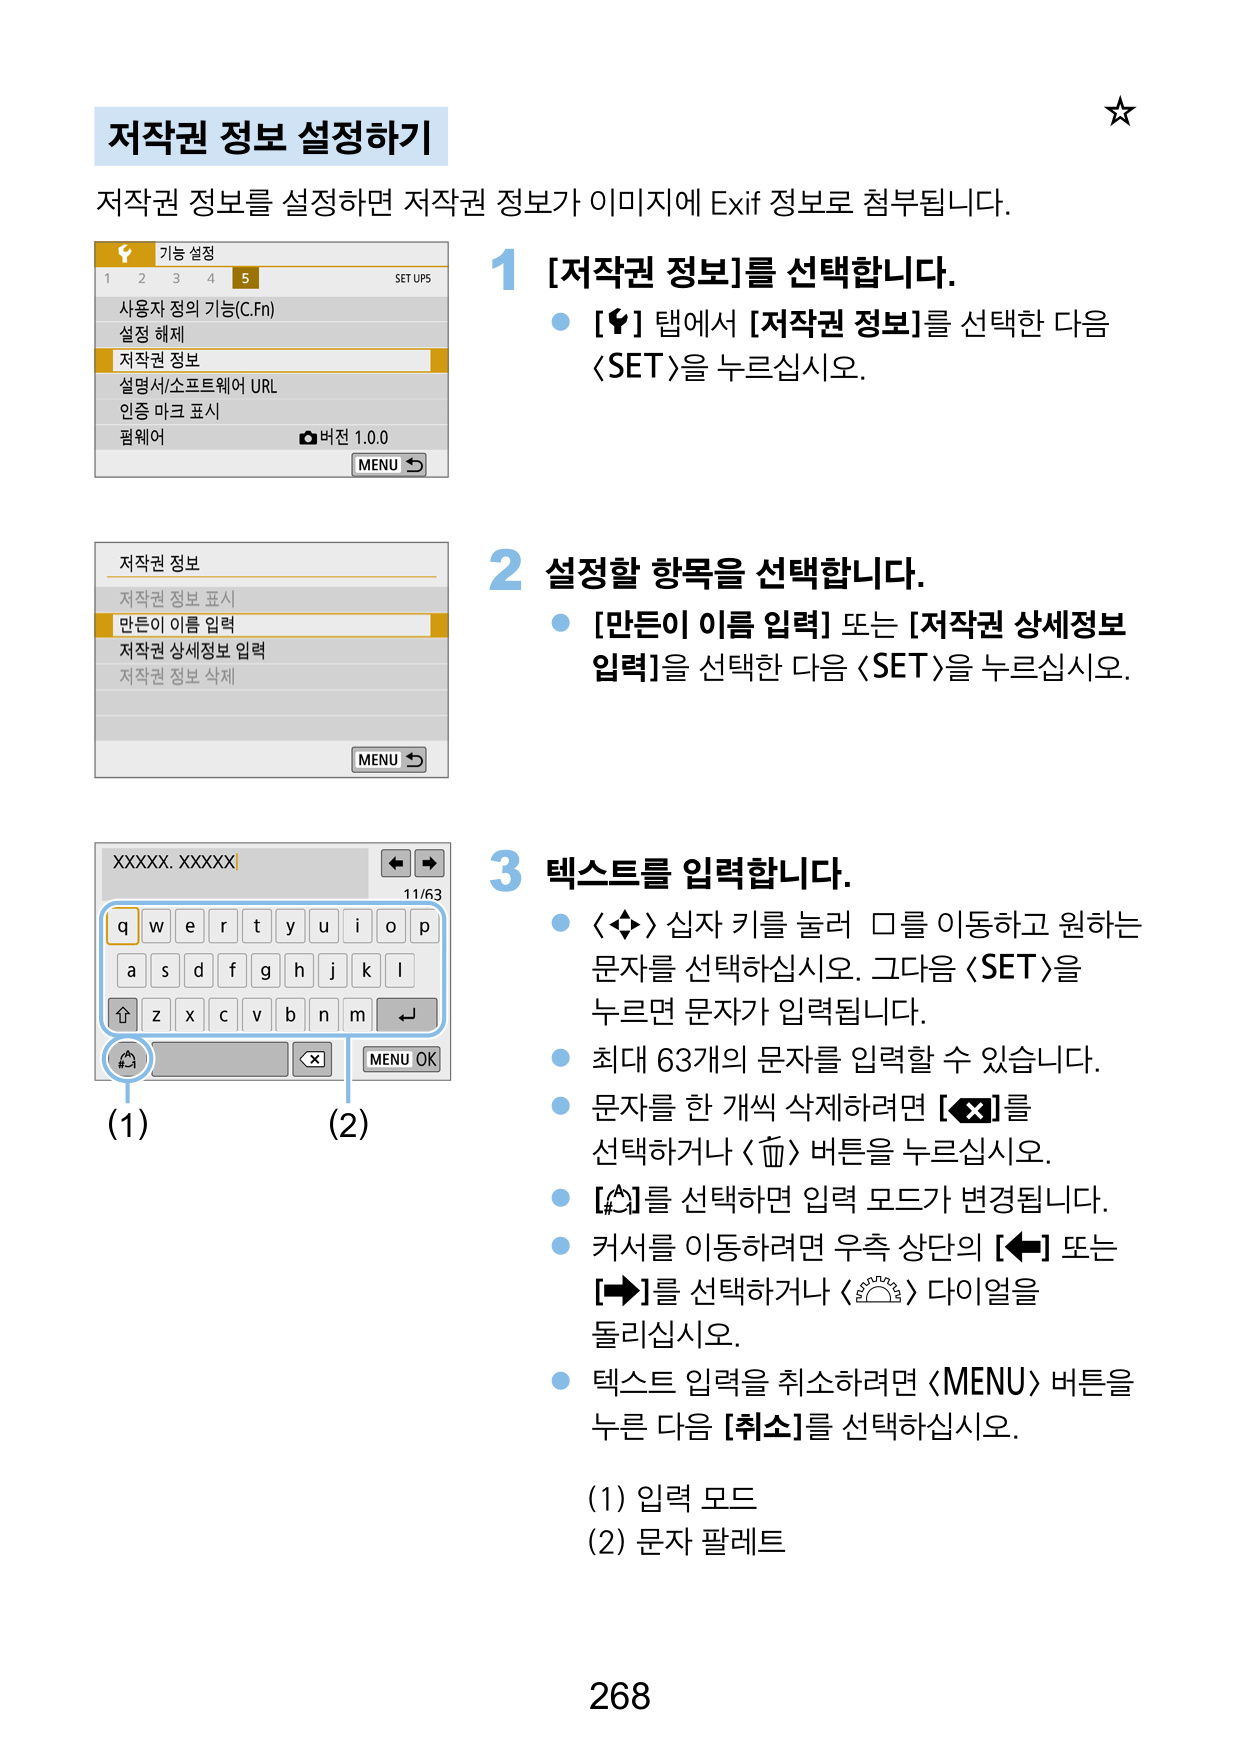 ☆
저작권 정보 설정하기
저작권 정보를 설정하면 저작권 정보가 이미지에 Exif 정보로 첨부됩니다.
기능 설정
1 2 3 4 5 SET UP5
사용자 정의 기능(C.Fn)
설정 해제
저작권 정보
설명서/소프트웨어 URL
인증 마크 표시
펌웨어 버전 1.0.0
MENU
1 [저작권 정보]를 선택합니다.
● [ ] 탭에서 [저작권 정보]를 선택한 다음
〈SET〉을 누르십시오.
저작권 정보
저작권 정보 표시
만든이 이름 입력
저작권 상세정보 입력
저작권 정보 삭제
MENU
2 설정할 항목을 선택합니다.
● [만든이 이름 입력] 또는 [저작권 상세정보
입력]을 선택한 다음 〈SET〉을 누르십시오.
XXXXX. XXXXX
11/63
q w e r t y u i o p
a s d f g h j k l
z x c v b n m
MENU OK
(1) (2)
3 텍스트를 입력합니다.
● 〈 〉 십자 키를 눌러 □를 이동하고 원하는
문자를 선택하십시오. 그다음 〈SET〉을
누르면 문자가 입력됩니다.
● 최대 63개의 문자를 입력할 수 있습니다.
● 문자를 한 개씩 삭제하려면 [ ]를
선택하거나 〈 〉 버튼을 누르십시오.
● [ ]를 선택하면 입력 모드가 변경됩니다.
● 커서를 이동하려면 우측 상단의 [←] 또는
[→]를 선택하거나 〈 〉 다이얼을
돌리십시오.
● 텍스트 입력을 취소하려면 〈MENU〉 버튼을
누른 다음 [취소]를 선택하십시오.
(1) 입력 모드
(2) 문자 팔레트
268